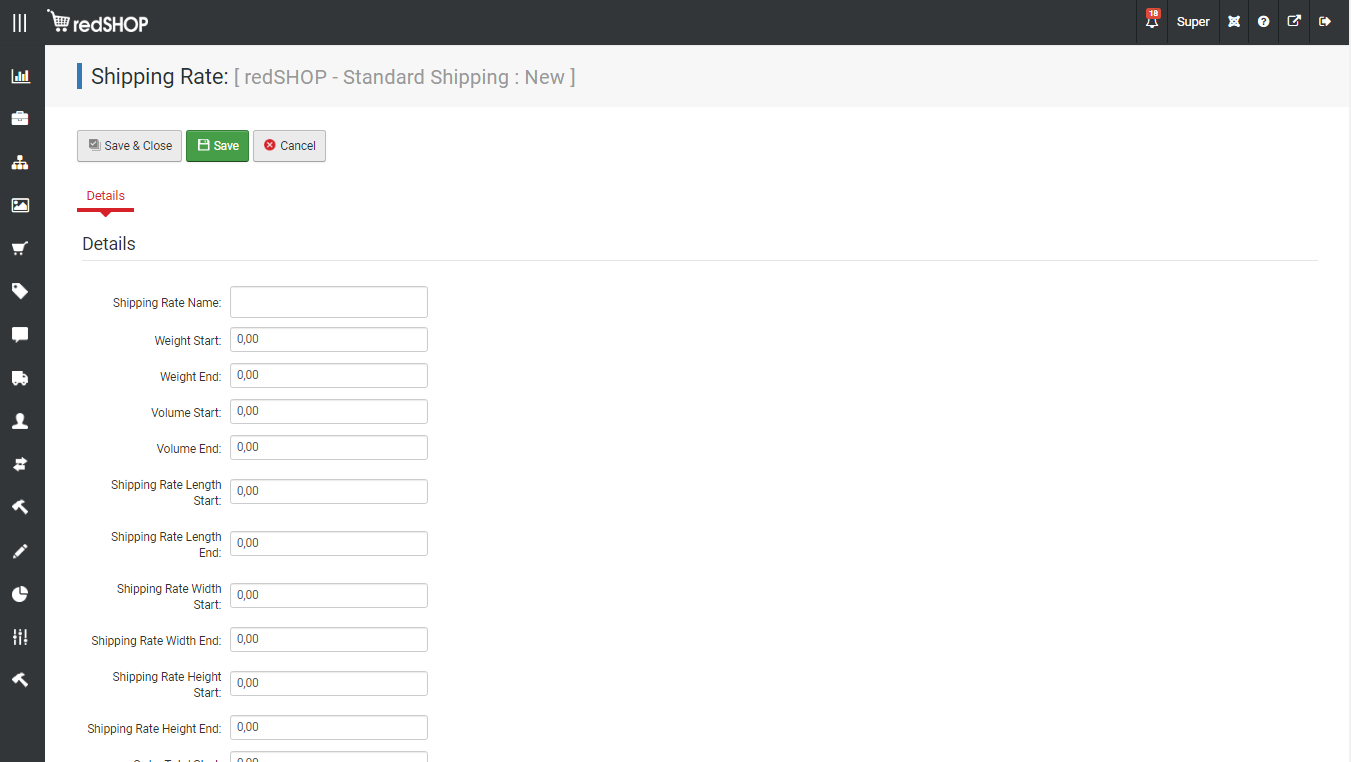 redSHOP
18
Super
Shipping Rate: [ redSHOP - Standard Shipping : New ]
Save & Close
Save
Cancel
Details
Details
Shipping Rate Name:
Weight Start:
0,00
Weight End:
0,00
Volume Start:
0,00
Volume End:
0,00
Shipping Rate Length
Start:
0,00
Shipping Rate Length
End:
0,00
Shipping Rate Width
Start:
0,00
Shipping Rate Width End:
0,00
Shipping Rate Height
Start:
0,00
Shipping Rate Height End:
0,00